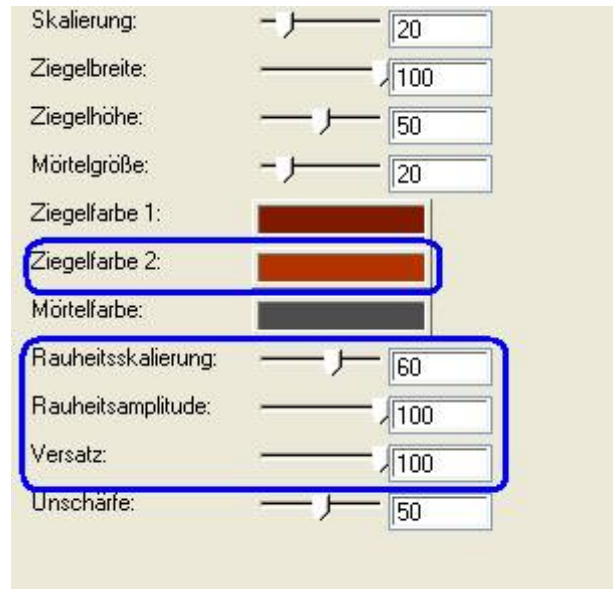 Skalierung: 20
Ziegelbreite: 100
Ziegelhöhe: 50
Mörtelgröße: 20
Ziegelfarbe 1:
Ziegelfarbe 2:
Mörtelfarbe:
Rauheitsskalierung: 60
Rauheitsamplitude: 100
Versatz: 100
Unschärfe: 50